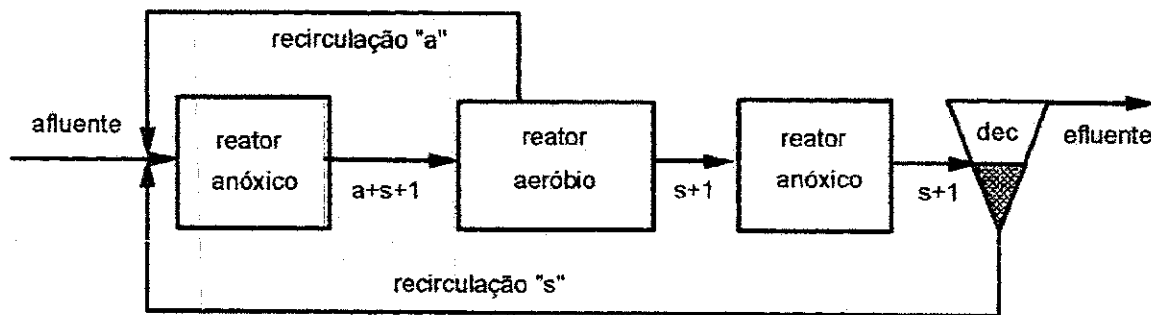 recirculação "a"
afluente
reator
anóxico
a+s+1
reator
aeróbio
s+1
reator
anóxico
s+1
dec
efluente
recirculação "s"